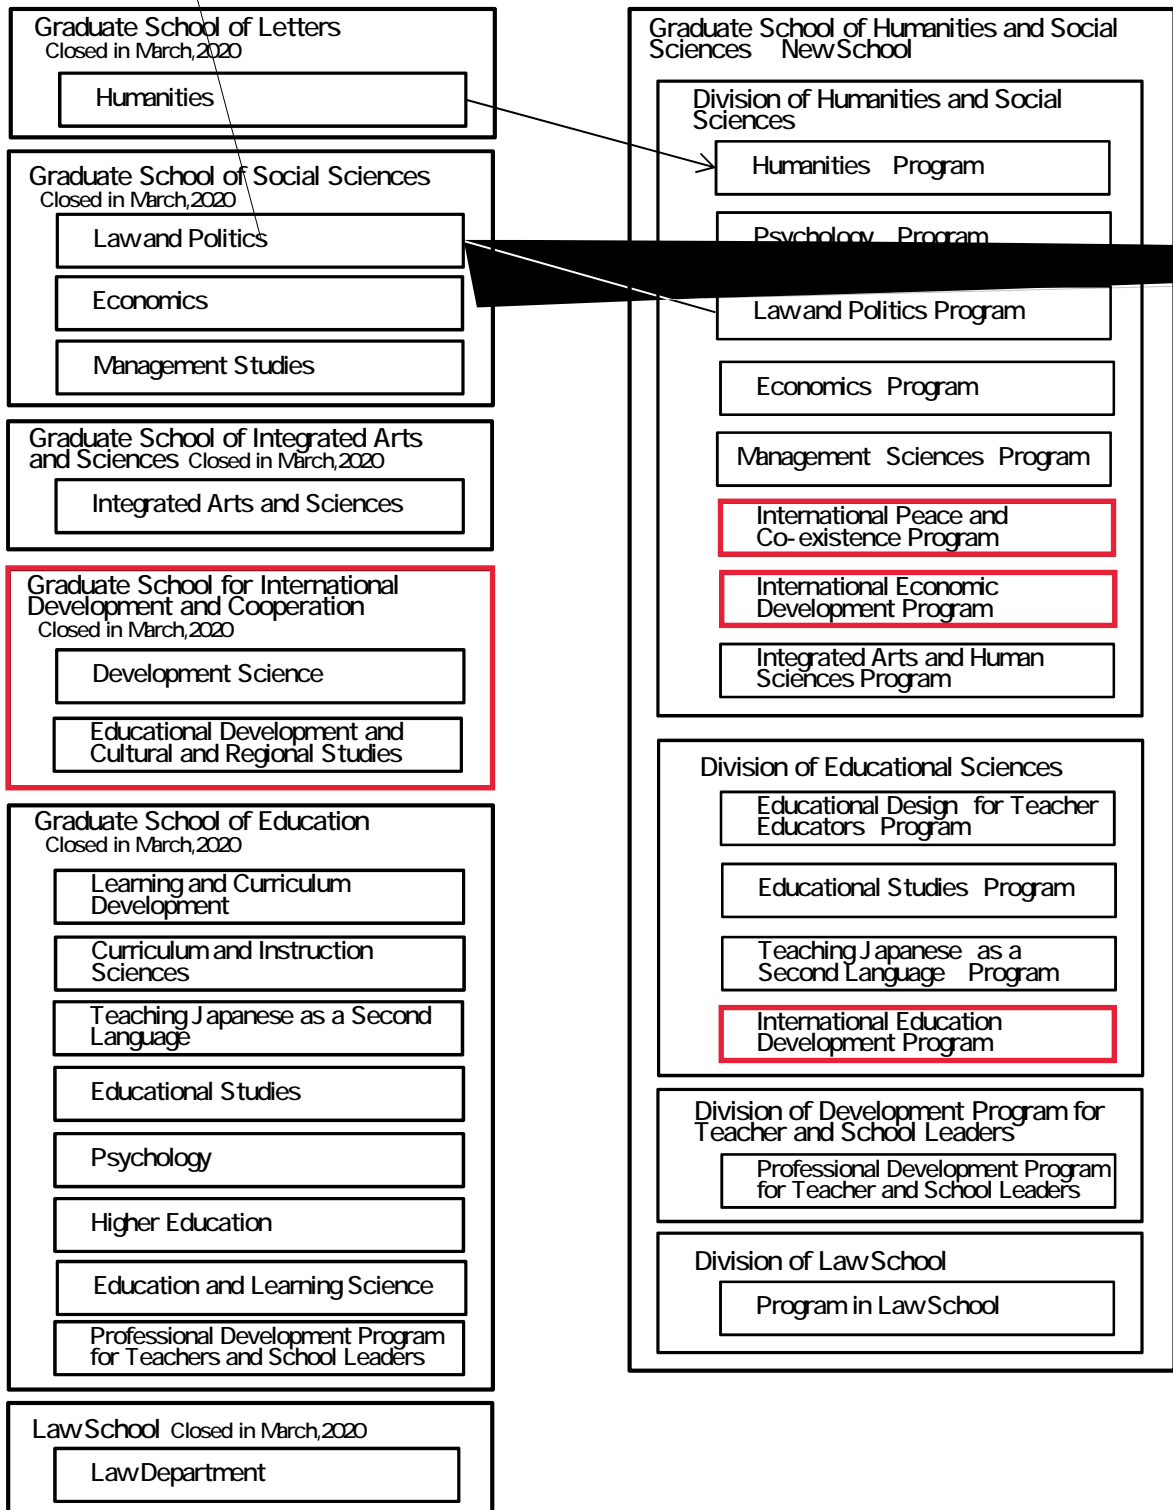 Graduate School of Letters
Closed in March,2020
Humanities
Graduate School of Social Sciences
Closed in March,2020
Law and Politics
Economics
Management Studies
Graduate School of Integrated Arts
and Sciences Closed in March,2020
Integrated Arts and Sciences
Graduate School for International
Development and Cooperation
Closed in March,2020
Development Science
Educational Development and
Cultural and Regional Studies
Graduate School of Education
Closed in March,2020
Learning and Curriculum
Development
Curriculum and Instruction
Sciences
Teaching Japanese as a Second
Language
Educational Studies
Psychology
Higher Education
Education and Learning Science
Professional Development Program
for Teachers and School Leaders
Law School Closed in March,2020
Law Department
Graduate School of Humanities and Social
Sciences New School
Division of Humanities and Social
Sciences
Humanities Program
Psychology Program
Law and Politics Program
Economics Program
Management Sciences Program
International Peace and
Co-existence Program
International Economic
Development Program
Integrated Arts and Human
Sciences Program
Division of Educational Sciences
Educational Design for Teacher
Educators Program
Educational Studies Program
Teaching Japanese as a
Second Language Program
International Education
Development Program
Division of Development Program for
Teacher and School Leaders
Professional Development Program
for Teacher and School Leaders
Division of Law School
Program in Law School